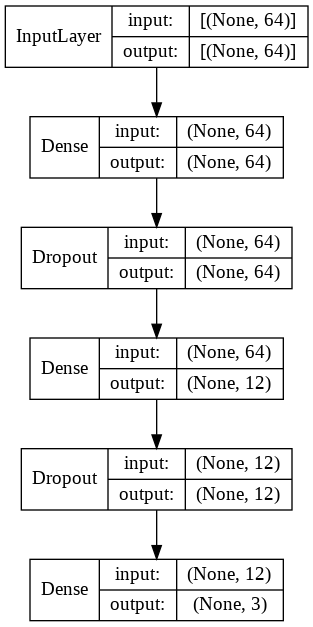 InputLayer
input: [(None, 64)]
output: [(None, 64)]
Dense
input: (None, 64)
output: (None, 64)
Dropout
input: (None, 64)
output: (None, 64)
Dense
input: (None, 64)
output: (None, 12)
Dropout
input: (None, 12)
output: (None, 12)
Dense
input: (None, 12)
output: (None, 3)